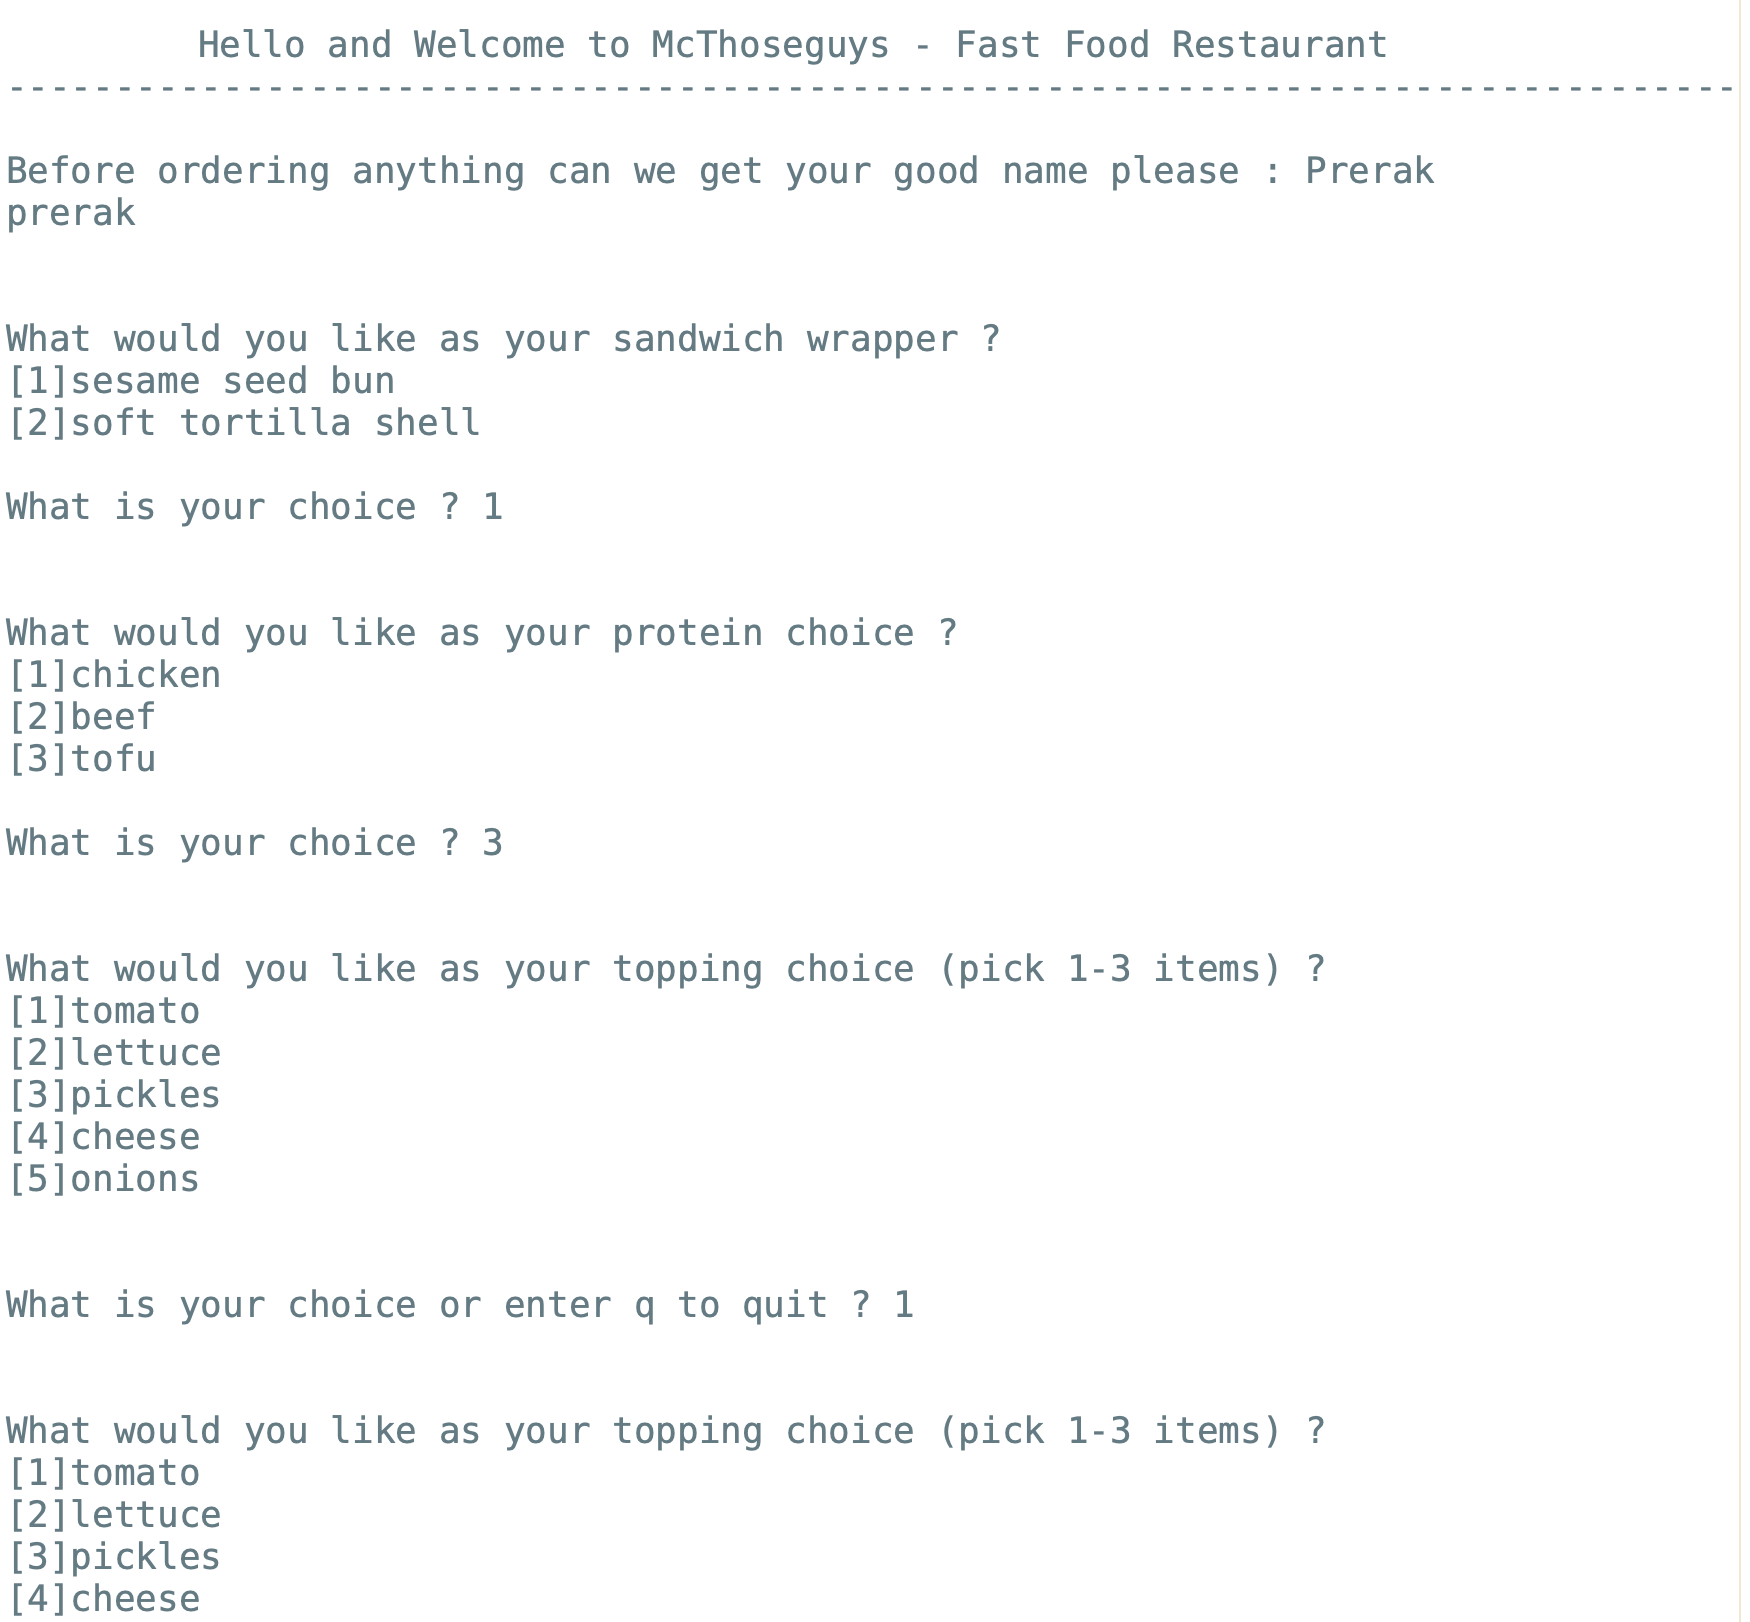 Hello and Welcome to McThoseguys - Fast Food Restaurant
--------------------------------------------------------------------------------
Before ordering anything can we get your good name please : Prerak
prerak
What would you like as your sandwich wrapper ?
[1]sesame seed bun
[2]soft tortilla shell
What is your choice ? 1
What would you like as your protein choice ?
[1]chicken
[2]beef
[3]tofu
What is your choice ? 3
What would you like as your topping choice (pick 1-3 items) ?
[1]tomato
[2]lettuce
[3]pickles
[4]cheese
[5]onions
What is your choice or enter q to quit ? 1
What would you like as your topping choice (pick 1-3 items) ?
[1]tomato
[2]lettuce
[3]pickles
[4]cheese